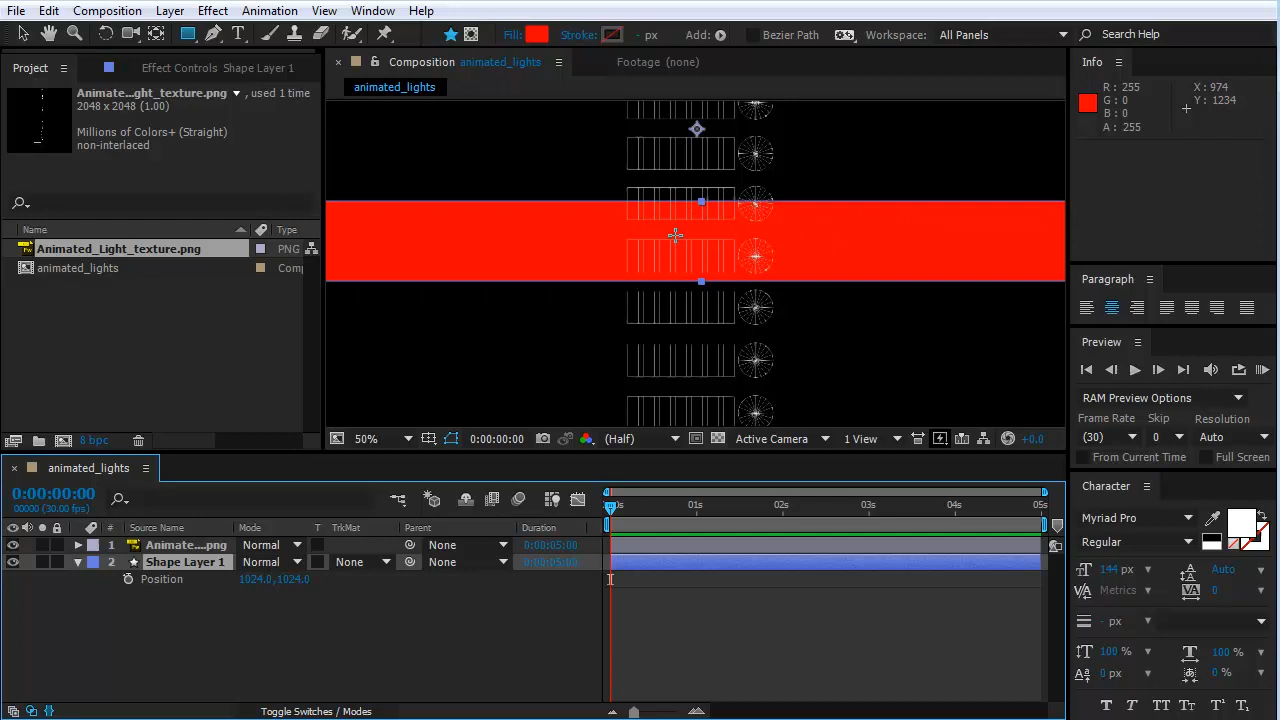 File Edit Composition Layer Effect Animation View Window Help
Fill: Stroke: - px Add: Bezier Path Workspace: All Panels Search Help
Project Effect Controls Shape Layer 1
Animate...ght_texture.png , used 1 time
2048 x 2048 (1.00)
Millions of Colors+ (Straight)
non-interlaced
Name Type
Animated_Light_texture.png PNG
animated_lights Comp
8 bpc
× Composition animated_lights Footage (none)
animated_lights
50% 0:00:00:00 (Half) Active Camera 1 View +0.0
Info
R : 255 X : 974
G : 0 Y : 1234
B : 0
A : 255
Paragraph
Preview
RAM Preview Options
Frame Rate Skip Resolution
(30) 0 Auto
From Current Time Full Screen
Character
Myriad Pro
Regular
144 px Auto
Metrics 0
- px
100 % 100 %
0 px 0 %
T T TT Tt T¹ T₁
× animated_lights
0:00:00:00
00000 (30.00 fps)
# Source Name Mode T TrkMat Parent Duration
0s 01s 02s 03s 04s 05s
1 Animate....png Normal None 0:00:05:00
2 Shape Layer 1 Normal None None 0:00:05:00
Position 1024.0,1024.0
Toggle Switches / Modes